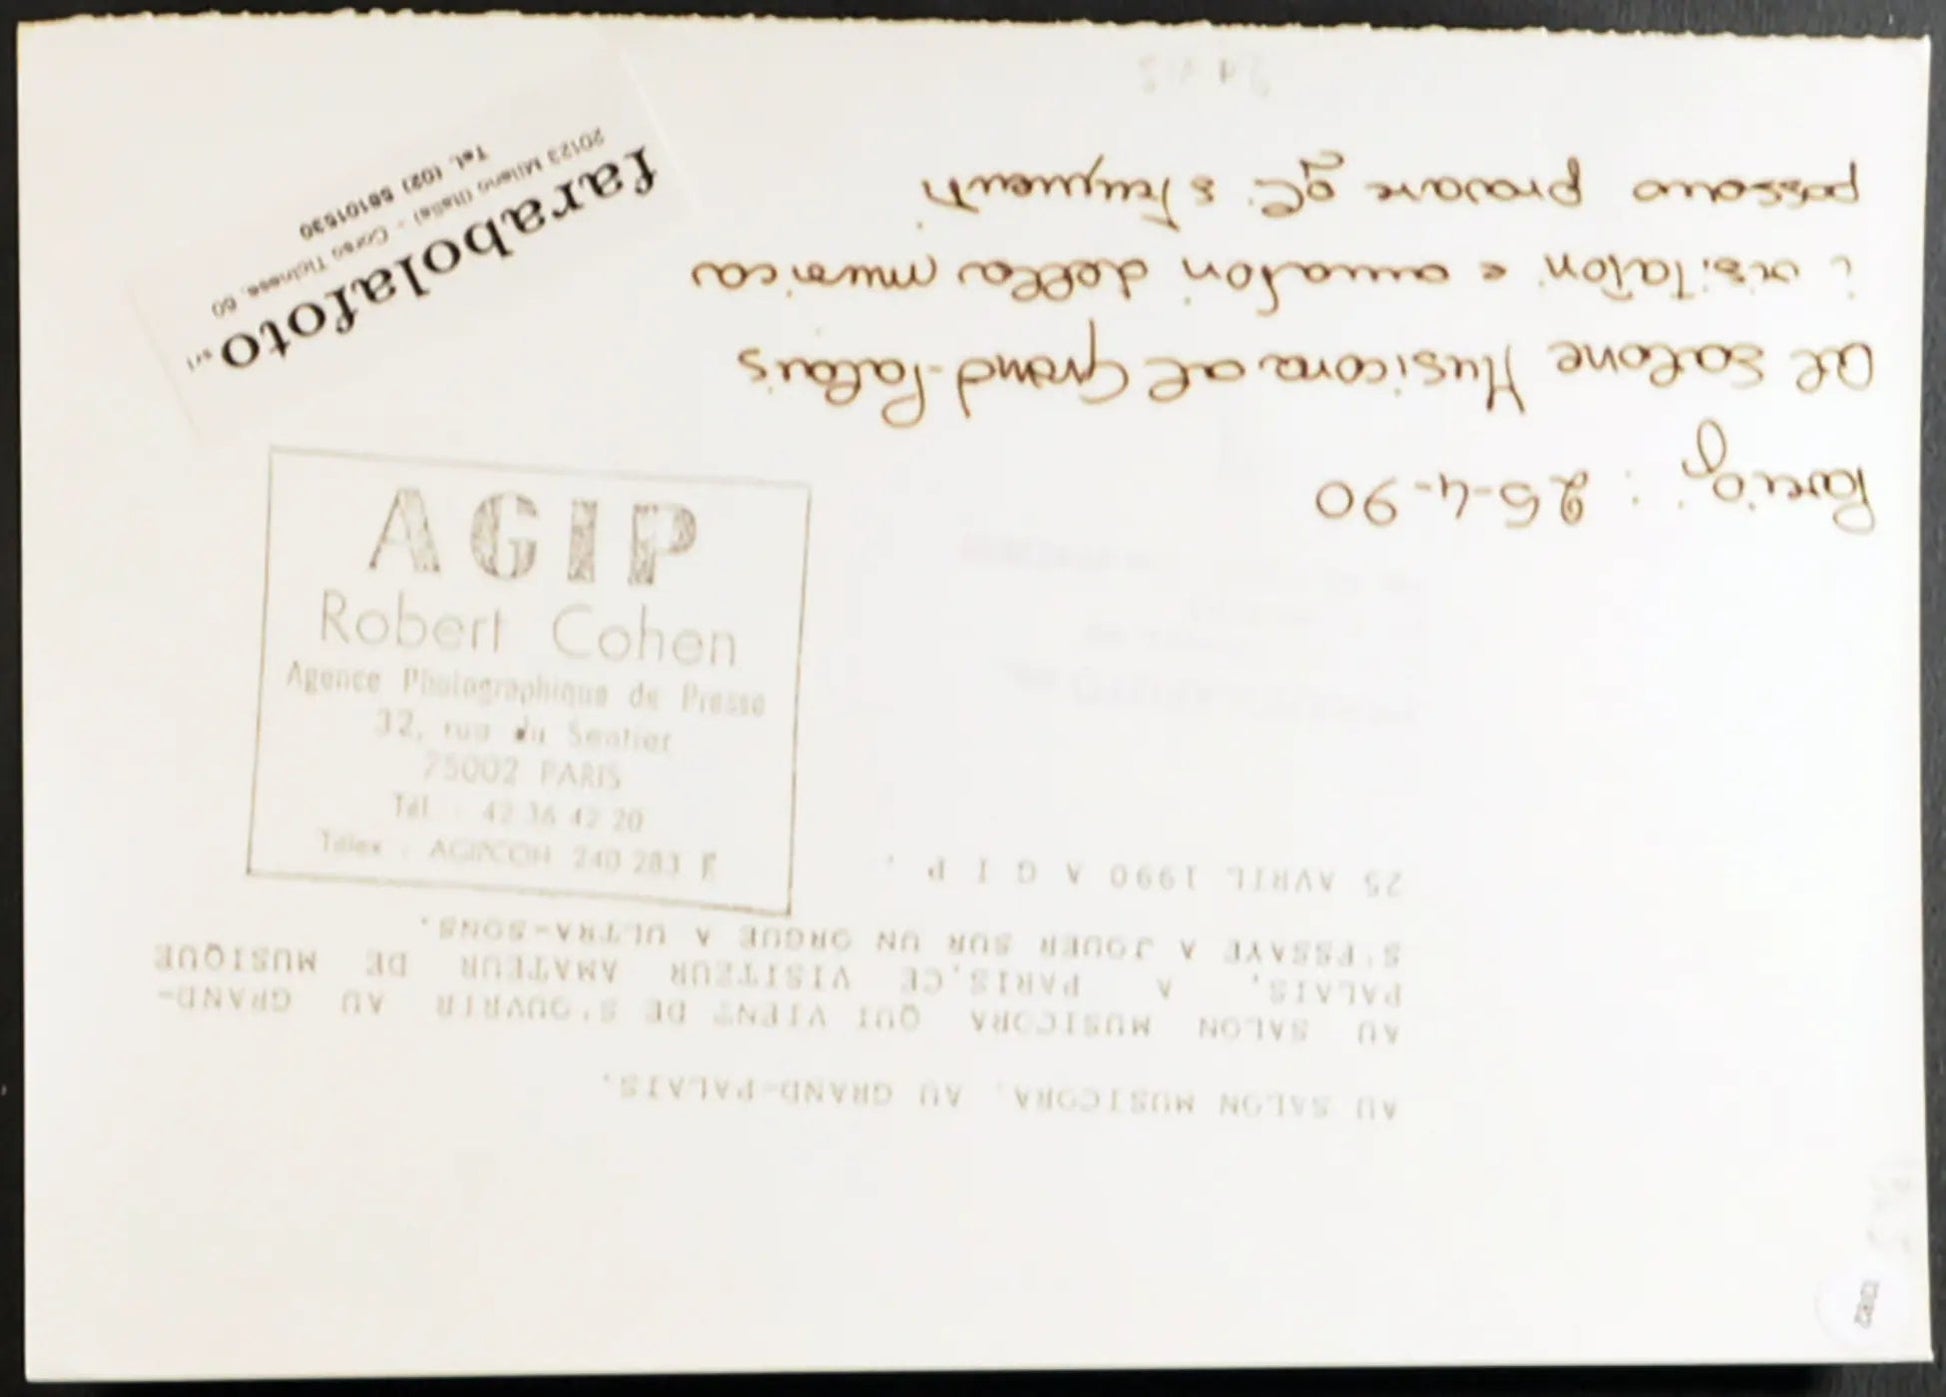 Parigi : 25-4-90
al salone Musicora al Grand-Palais
i visitatori e amatori della musica
possono provare gli strumenti
farabolafoto srl
20123 Milano (Italia) - Corso Ticinese, 60
Tel. (02) 58101530
AGIP
Robert Cohen
Agence Photographique de Presse
32, rue du Sentier
75002 PARIS
Tél. : 42 36 42 20
Télex : AGIPCOH 240 283 F
AU SALON MUSICORA, AU GRAND-PALAIS.
AU SALON MUSICORA QUI VIENT DE S'OUVRIR AU GRAND-
PALAIS, A PARIS,CE VISITEUR AMATEUR DE MUSIQUE
S'ESSAYE A JOUER SUR UN ORGUE A ULTRA-SONS.
25 AVRIL 1990 A G I P .